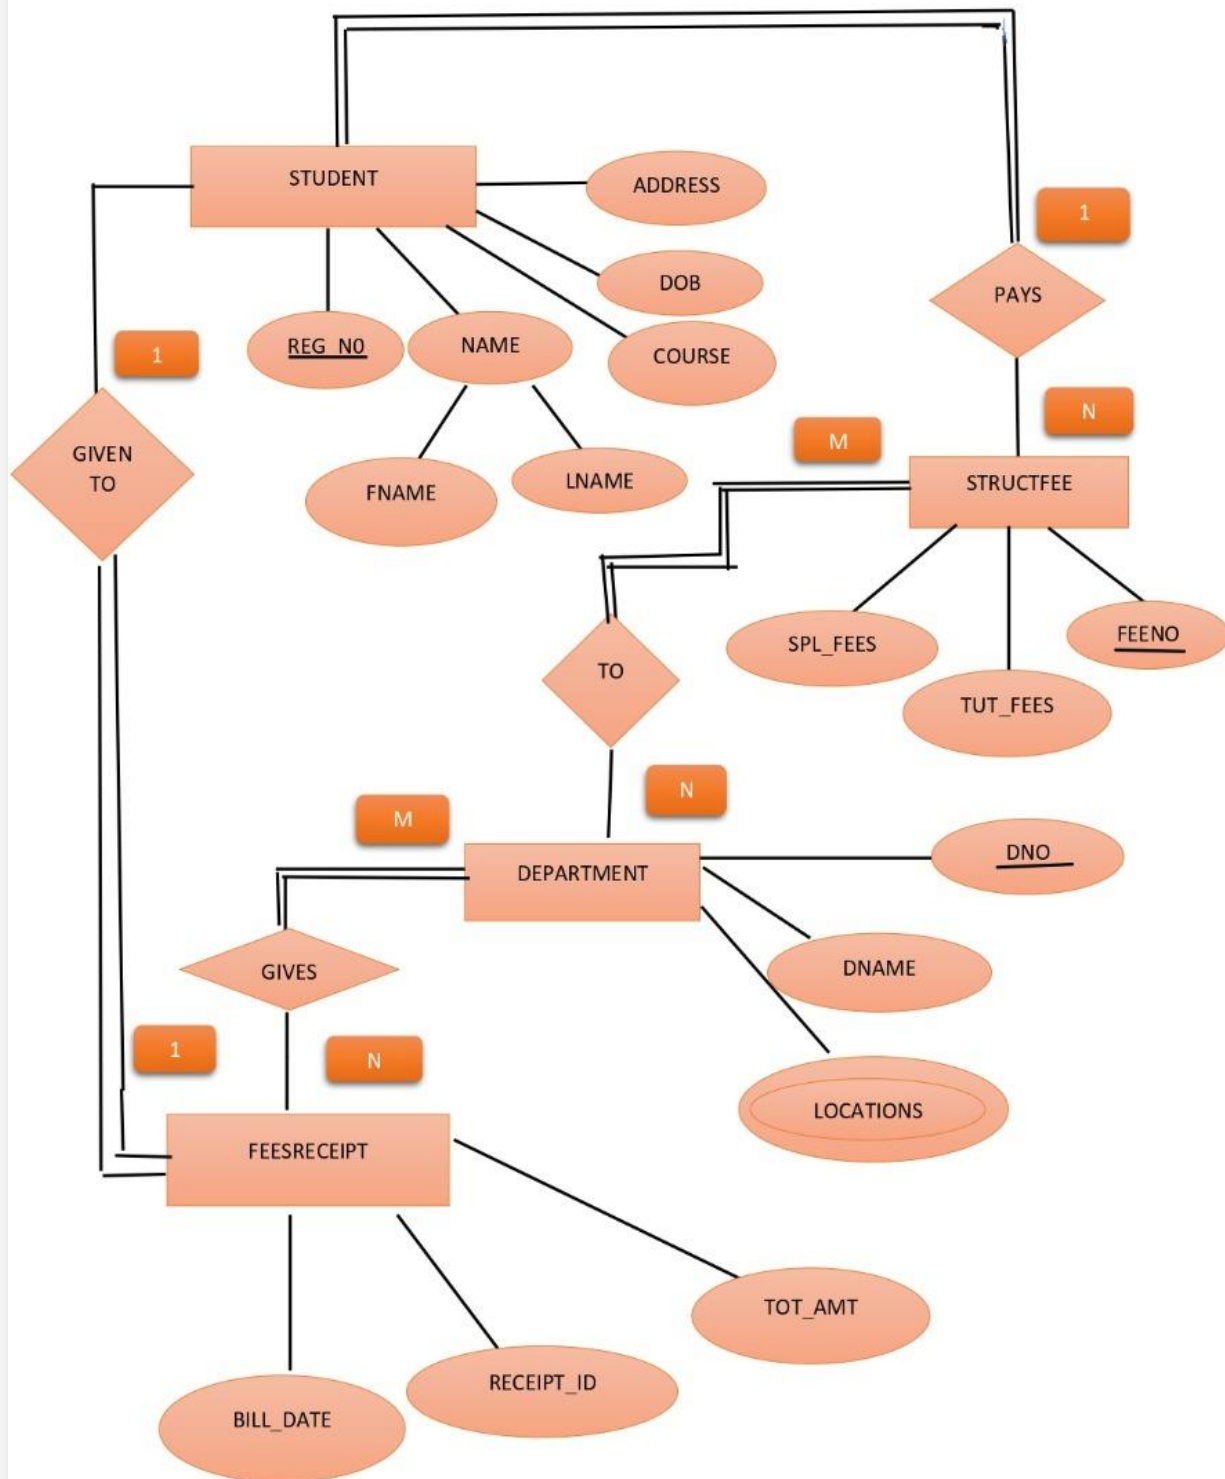 STUDENT
ADDRESS
DOB
1
PAYS
REG_N0
NAME
COURSE
1
GIVEN
TO
FNAME
LNAME
N
M
STRUCTFEE
SPL_FEES
FEENO
TUT_FEES
TO
N
M
DEPARTMENT
DNO
DNAME
GIVES
1
N
LOCATIONS
FEESRECEIPT
TOT_AMT
RECEIPT_ID
BILL_DATE